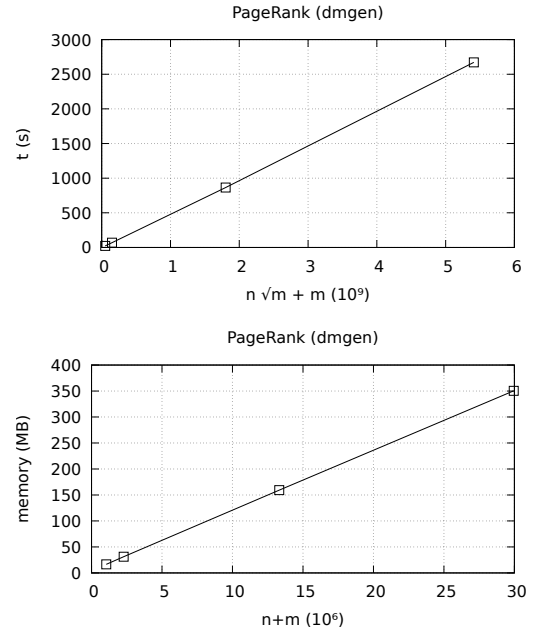 PageRank (dmgen)
3000
2500
2000
1500
1000
500
0
t (s)
0 1 2 3 4 5 6
n √m + m (10⁹)
PageRank (dmgen)
400
350
300
250
200
150
100
50
0
memory (MB)
0 5 10 15 20 25 30
n+m (10⁶)